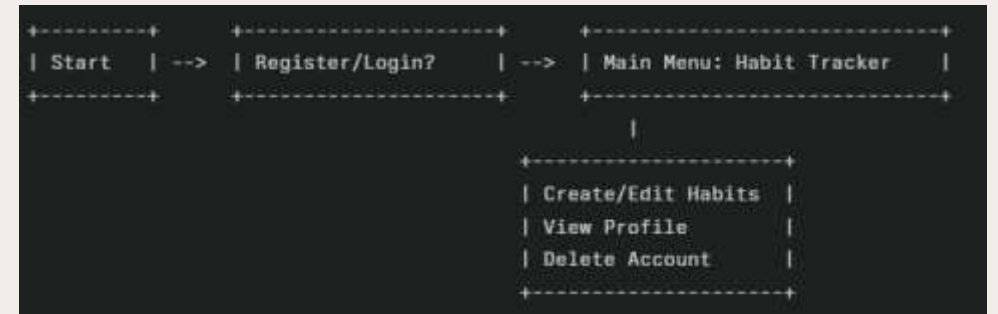 +---------+      +---------------------+      +----------------------------+
| Start   | -->  | Register/Login?     | -->  | Main Menu: Habit Tracker   |
+---------+      +---------------------+      +----------------------------+
|
+---------------------+
| Create/Edit Habits  |
| View Profile        |
| Delete Account      |
+---------------------+